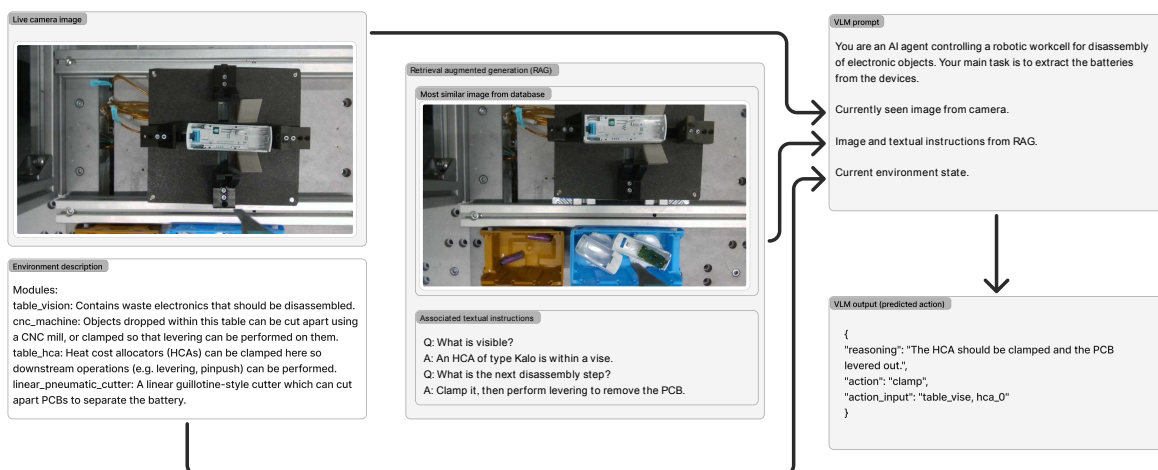 Live camera image
Environment description
Modules:
table_vision: Contains waste electronics that should be disassembled.
cnc_machine: Objects dropped within this table can be cut apart using
a CNC mill, or clamped so that levering can be performed on them.
table_hca: Heat cost allocators (HCAs) can be clamped here so
downstream operations (e.g. levering, pinpush) can be performed.
linear_pneumatic_cutter: A linear guillotine-style cutter which can cut
apart PCBs to separate the battery.
Retrieval augmented generation (RAG)
Most similar image from database
Associated textual instructions
Q: What is visible?
A: An HCA of type Kalo is within a vise.
Q: What is the next disassembly step?
A: Clamp it, then perform levering to remove the PCB.
VLM prompt
You are an AI agent controlling a robotic workcell for disassembly
of electronic objects. Your main task is to extract the batteries
from the devices.
Currently seen image from camera.
Image and textual instructions from RAG.
Current environment state.
VLM output (predicted action)
{
"reasoning": "The HCA should be clamped and the PCB
levered out.",
"action": "clamp",
"action_input": "table_vise, hca_0"
}